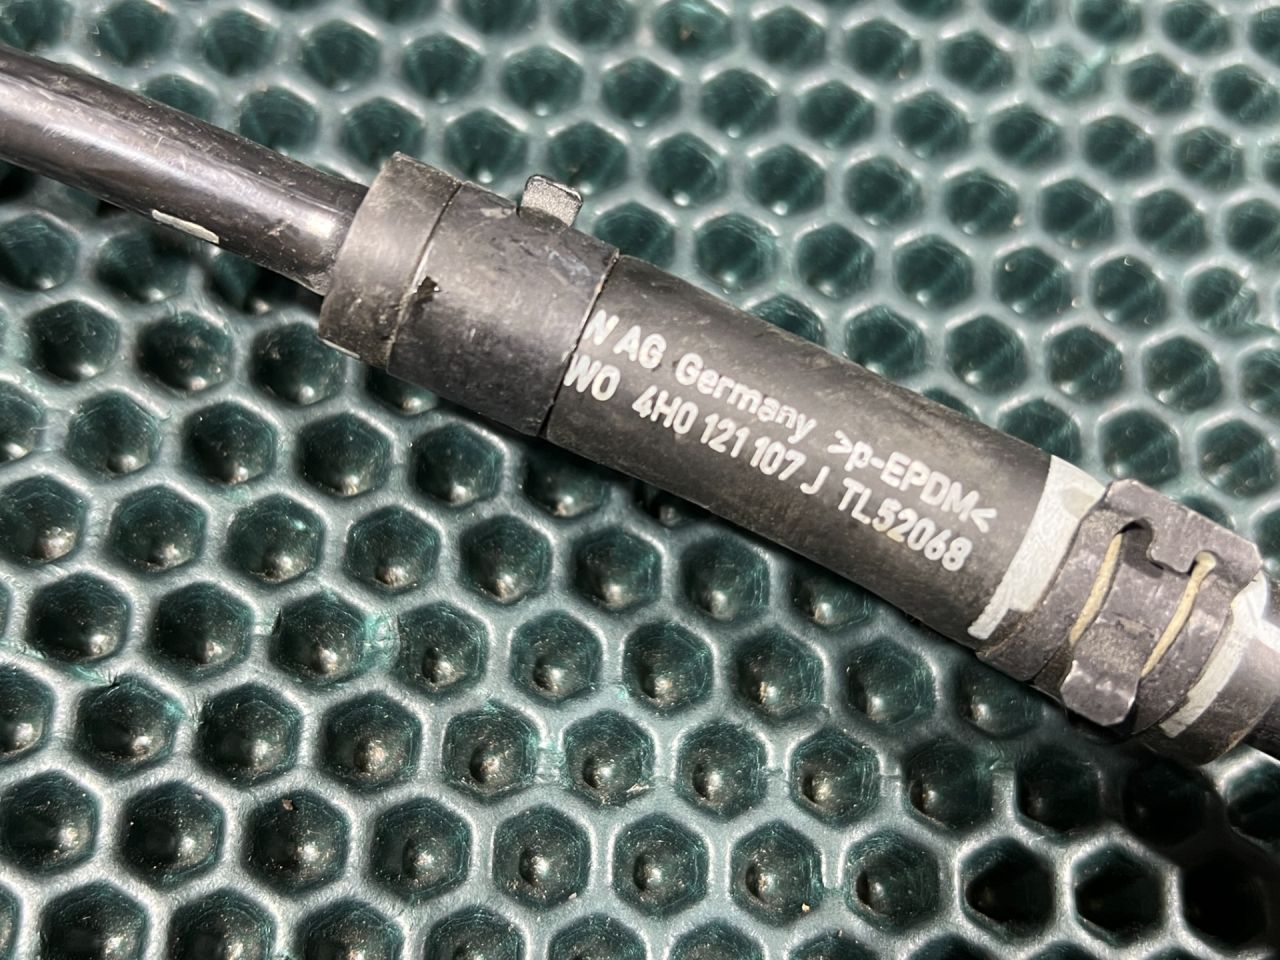 N AG Germany >p-EPDM<
WO 4H0 121 107 J TL52068